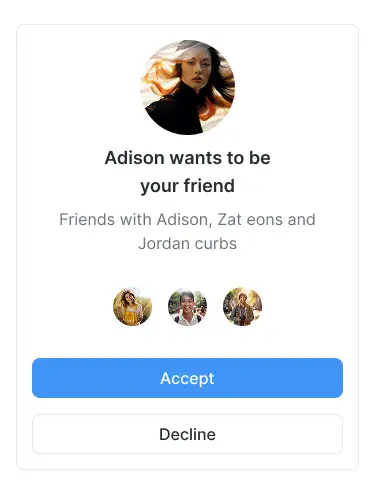 Adison wants to be
your friend
Friends with Adison, Zat eons and
Jordan curbs
Accept
Decline